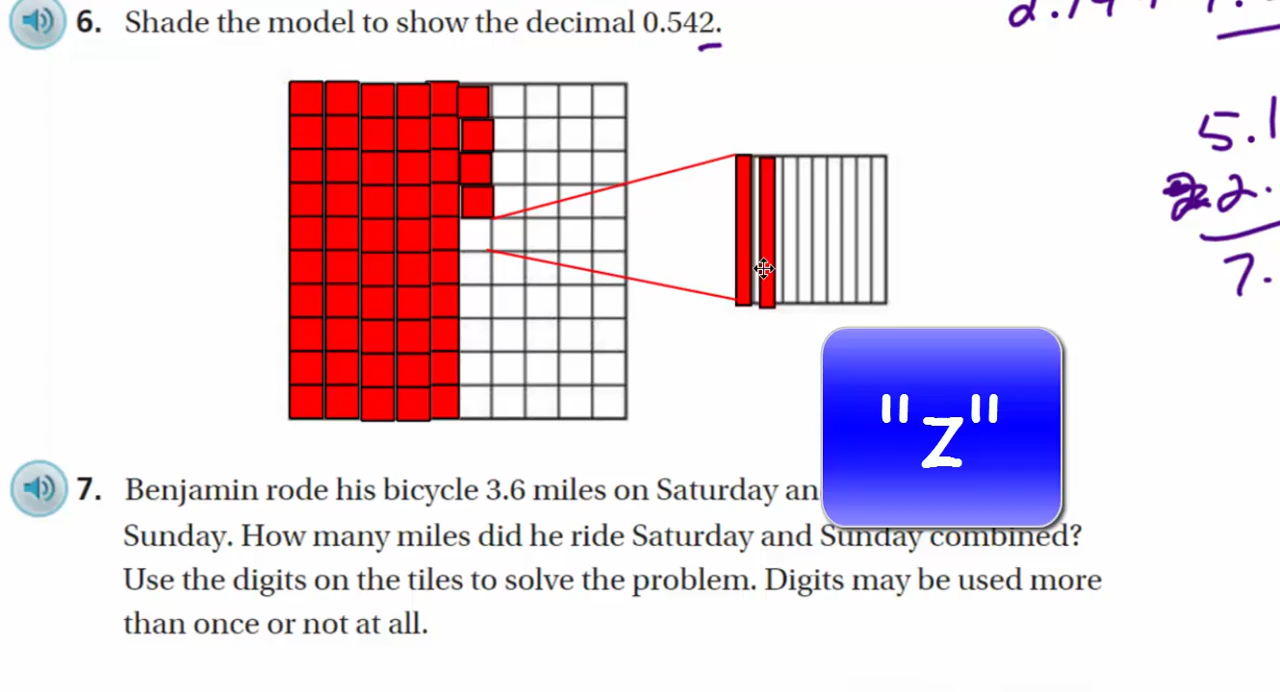 6. Shade the model to show the decimal 0.542.
5.1
2.
7.
"Z"
7. Benjamin rode his bicycle 3.6 miles on Saturday an
Sunday. How many miles did he ride Saturday and Sunday combined?
Use the digits on the tiles to solve the problem. Digits may be used more
than once or not at all.